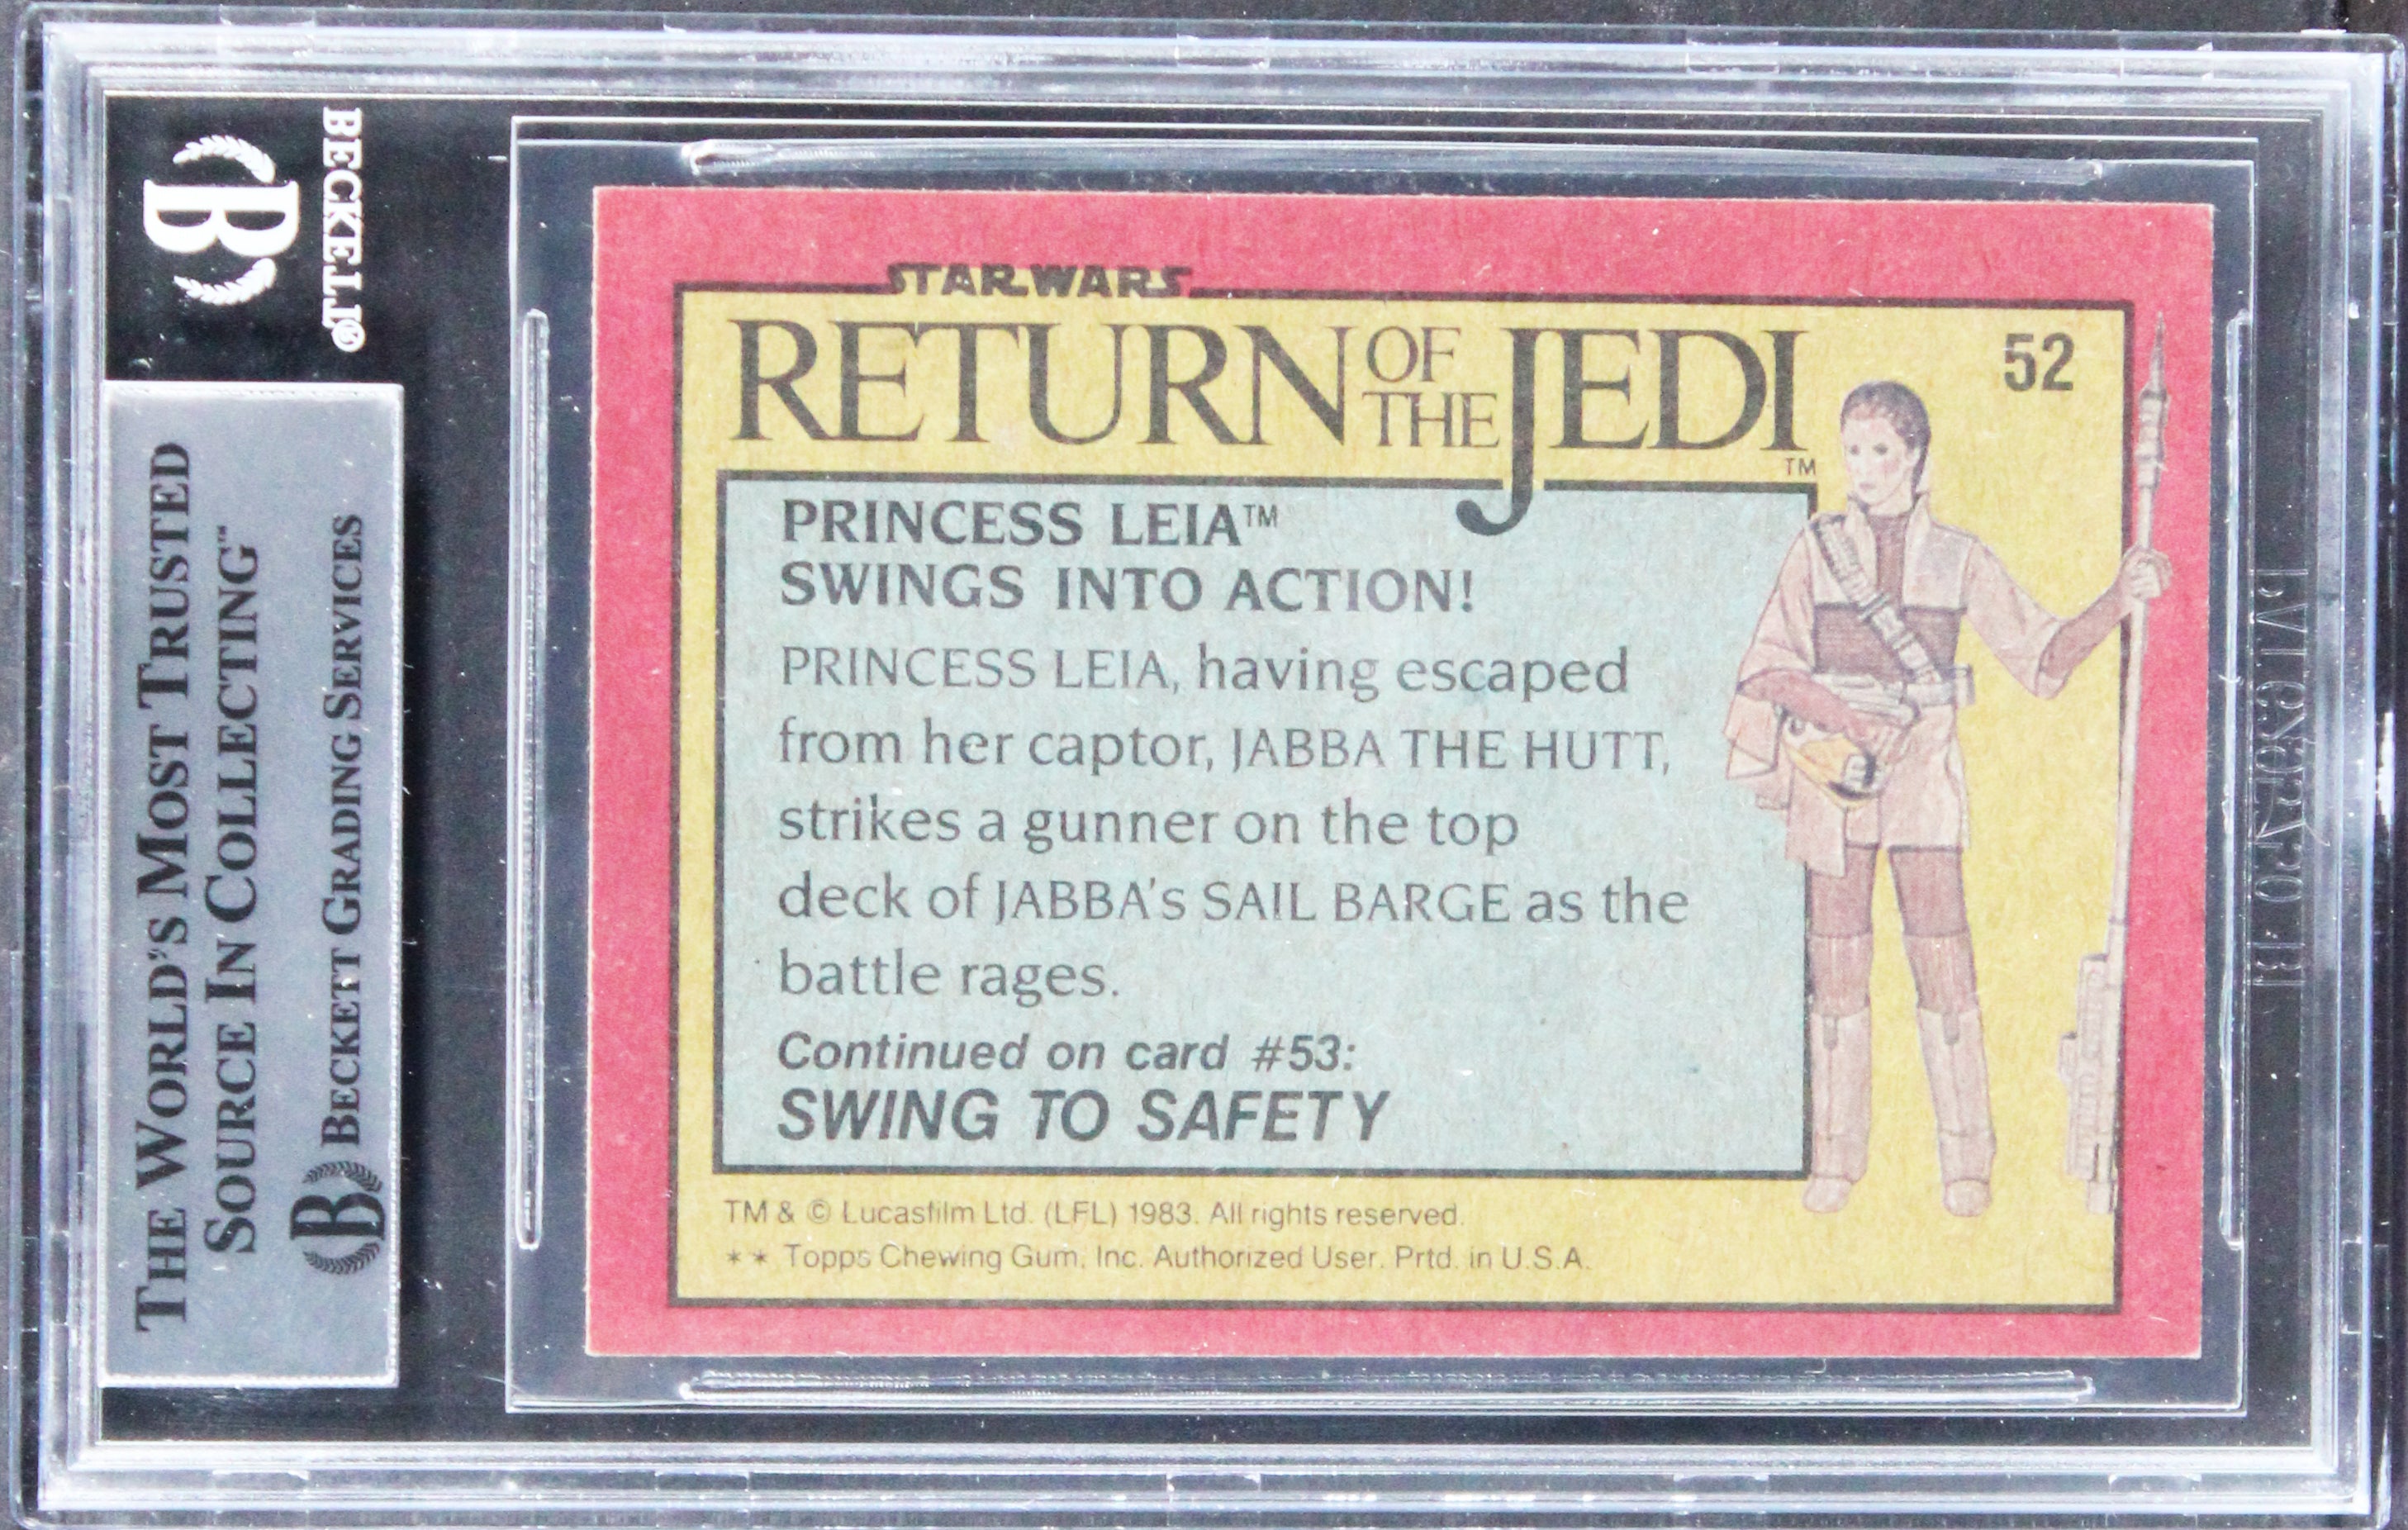 BECKETT®
B
THE WORLD'S MOST TRUSTED
SOURCE IN COLLECTING™
B BECKETT GRADING SERVICES
STAR WARS
RETURN OF THE JEDI™
52
PRINCESS LEIA™
SWINGS INTO ACTION!
PRINCESS LEIA, having escaped
from her captor, JABBA THE HUTT,
strikes a gunner on the top
deck of JABBA's SAIL BARGE as the
battle rages.
Continued on card #53:
SWING TO SAFETY
TM & © Lucasfilm Ltd. (LFL) 1983. All rights reserved.
** Topps Chewing Gum, Inc. Authorized User. Prtd. in U.S.A.